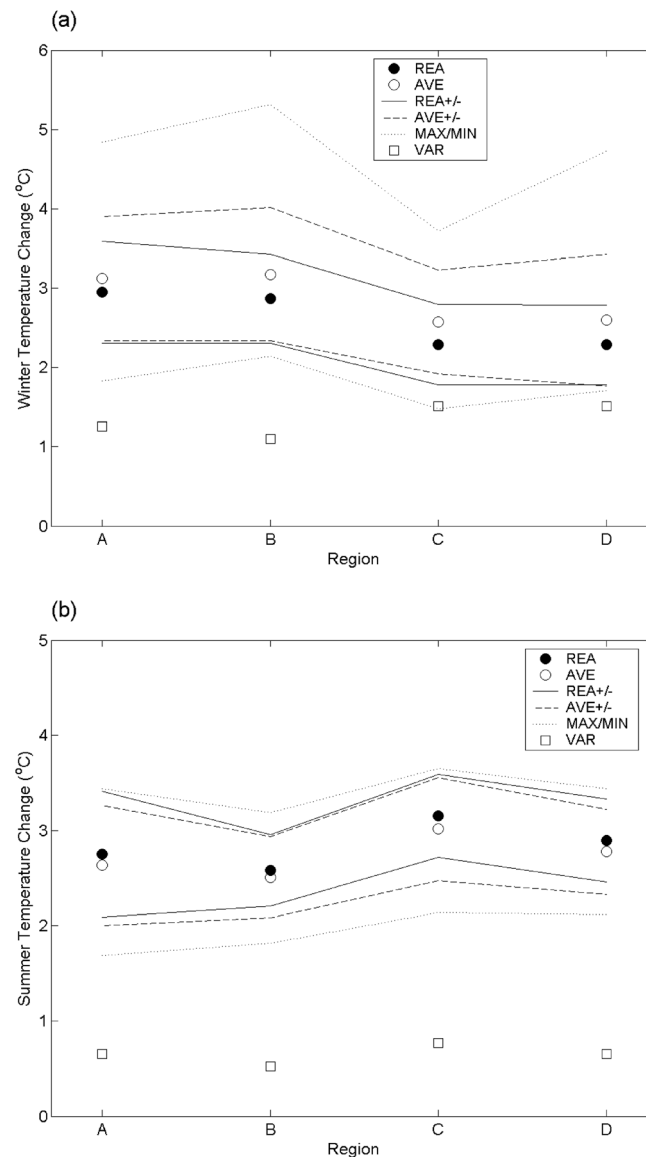 (a)
6
5
4
3
2
1
0
Winter Temperature Change (°C)
REA
AVE
REA+/-
AVE+/-
MAX/MIN
VAR
A B C D
Region
(b)
5
4
3
2
1
0
Summer Temperature Change (°C)
REA
AVE
REA+/-
AVE+/-
MAX/MIN
VAR
A B C D
Region